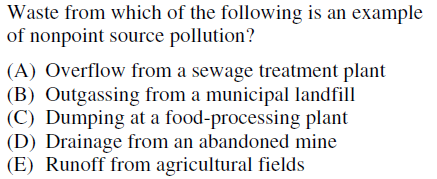 Waste from which of the following is an example
of nonpoint source pollution?
(A) Overflow from a sewage treatment plant
(B) Outgassing from a municipal landfill
(C) Dumping at a food-processing plant
(D) Drainage from an abandoned mine
(E) Runoff from agricultural fields